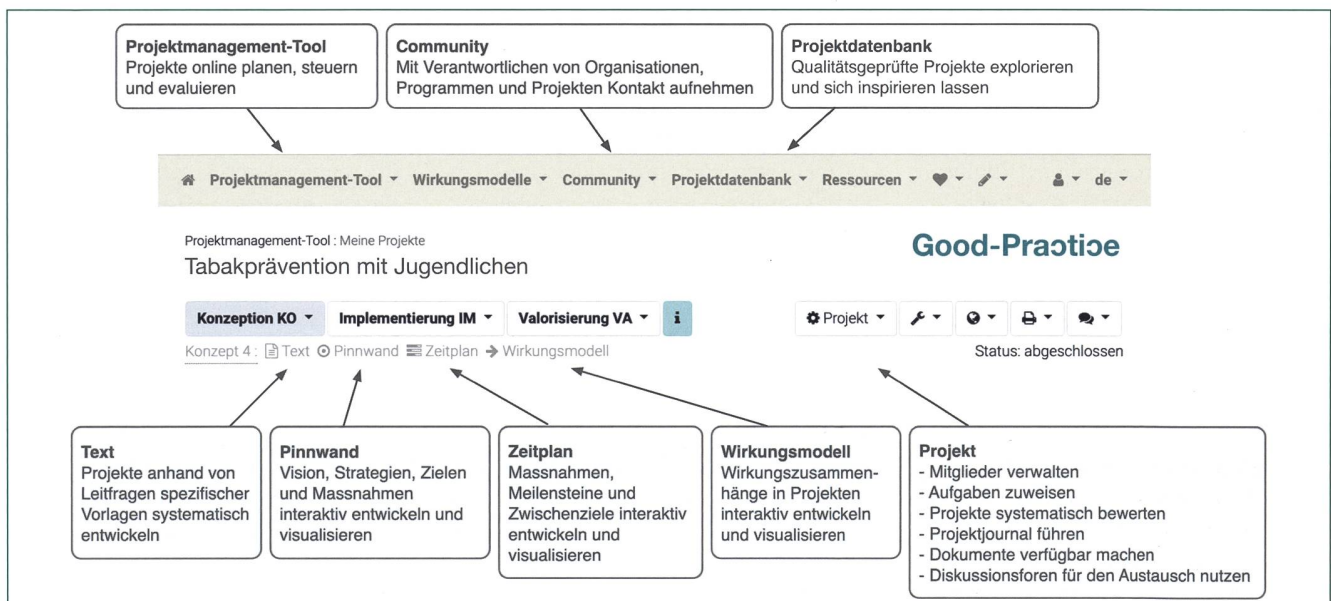 Projektmanagement-Tool
Projekte online planen, steuern
und evaluieren
Community
Mit Verantwortlichen von Organisationen,
Programmen und Projekten Kontakt aufnehmen
Projektdatenbank
Qualitätsgeprüfte Projekte explorieren
und sich inspirieren lassen
Projektmanagement-Tool Wirkungsmodelle Community Projektdatenbank Ressourcen de
Projektmanagement-Tool : Meine Projekte
Good-Practice
Tabakprävention mit Jugendlichen
Konzeption KO Implementierung IM Valorisierung VA i Projekt
Konzept 4 : Text Pinnwand Zeitplan Wirkungsmodell Status: abgeschlossen
Text
Projekte anhand von
Leitfragen spezifischer
Vorlagen systematisch
entwickeln
Pinnwand
Vision, Strategien, Zielen
und Massnahmen
interaktiv entwickeln und
visualisieren
Zeitplan
Massnahmen,
Meilensteine und
Zwischenziele interaktiv
entwickeln und
visualisieren
Wirkungsmodell
Wirkungszusammen-
hänge in Projekten
interaktiv entwickeln
und visualisieren
Projekt
- Mitglieder verwalten
- Aufgaben zuweisen
- Projekte systematisch bewerten
- Projektjournal führen
- Dokumente verfügbar machen
- Diskussionsforen für den Austausch nutzen